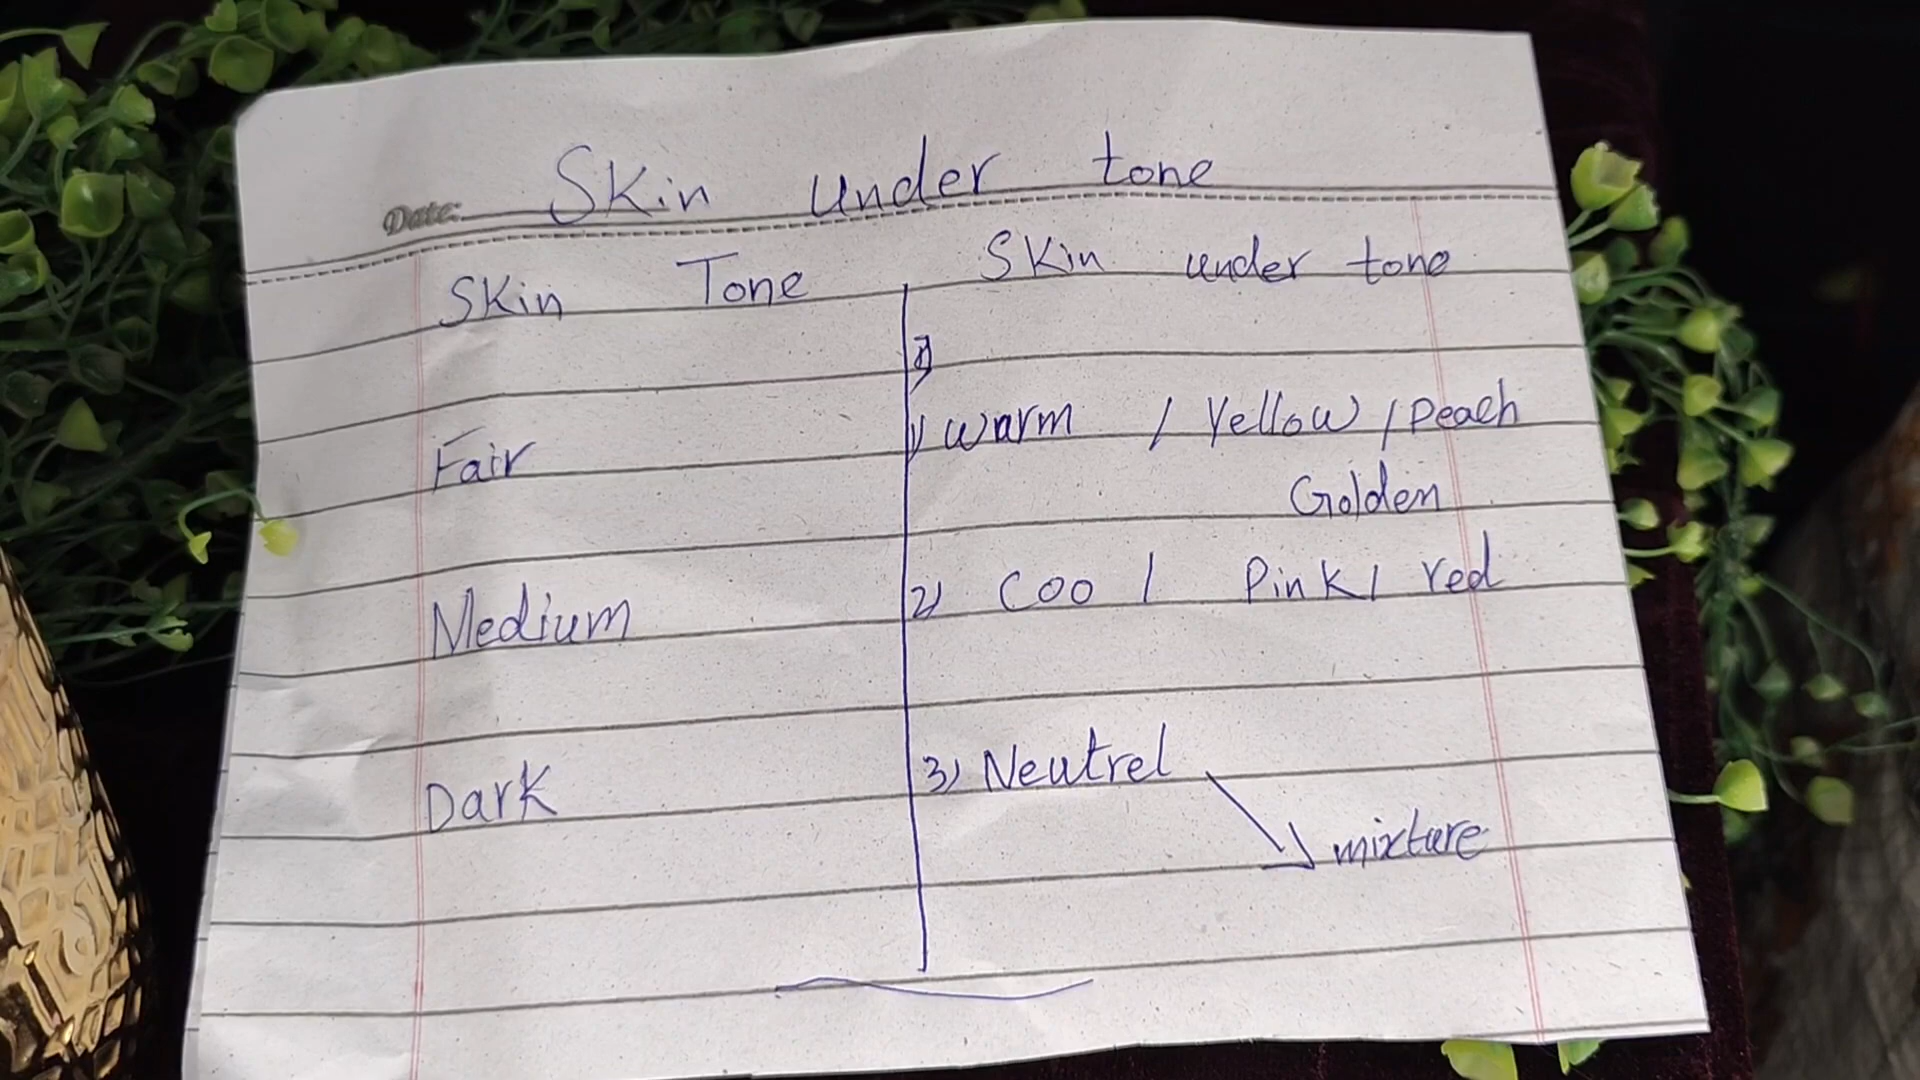 Skin under tone
Date:
Skin Tone
Skin under tone
1) Warm / Yellow / Peach
Golden
Fair
2) Cool Pink / red
Medium
3) Neutrel
Dark
mixture